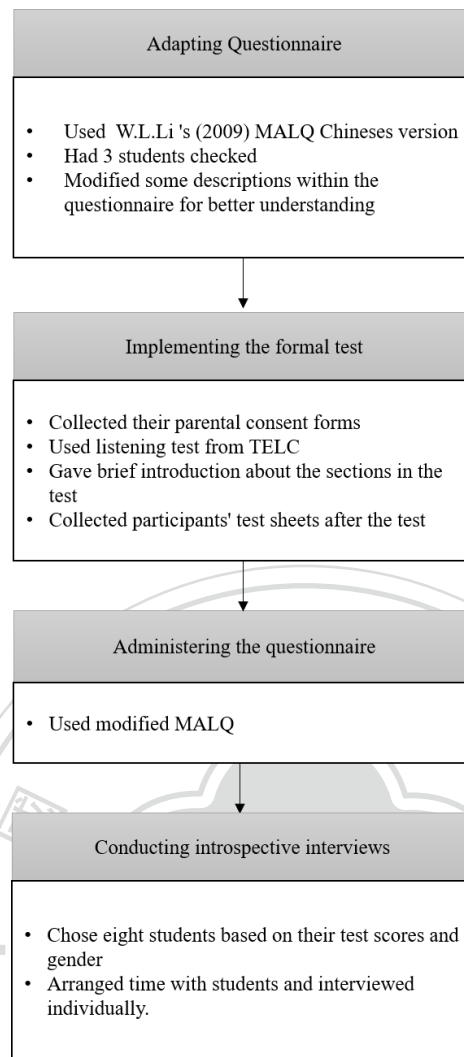 Adapting Questionnaire
• Used W.L.Li 's (2009) MALQ Chineses version
• Had 3 students checked
• Modified some descriptions within the
questionnaire for better understanding
Implementing the formal test
• Collected their parental consent forms
• Used listening test from TELC
• Gave brief introduction about the sections in the
test
• Collected participants' test sheets after the test
Administering the questionnaire
• Used modified MALQ
Conducting introspective interviews
• Chose eight students based on their test scores and
gender
• Arranged time with students and interviewed
individually.